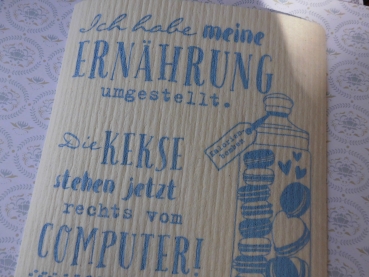 Ich habe meine
ERNÄHRUNG
umgestellt.
Die KEKSE
stehen jetzt
rechts vom
COMPUTER!